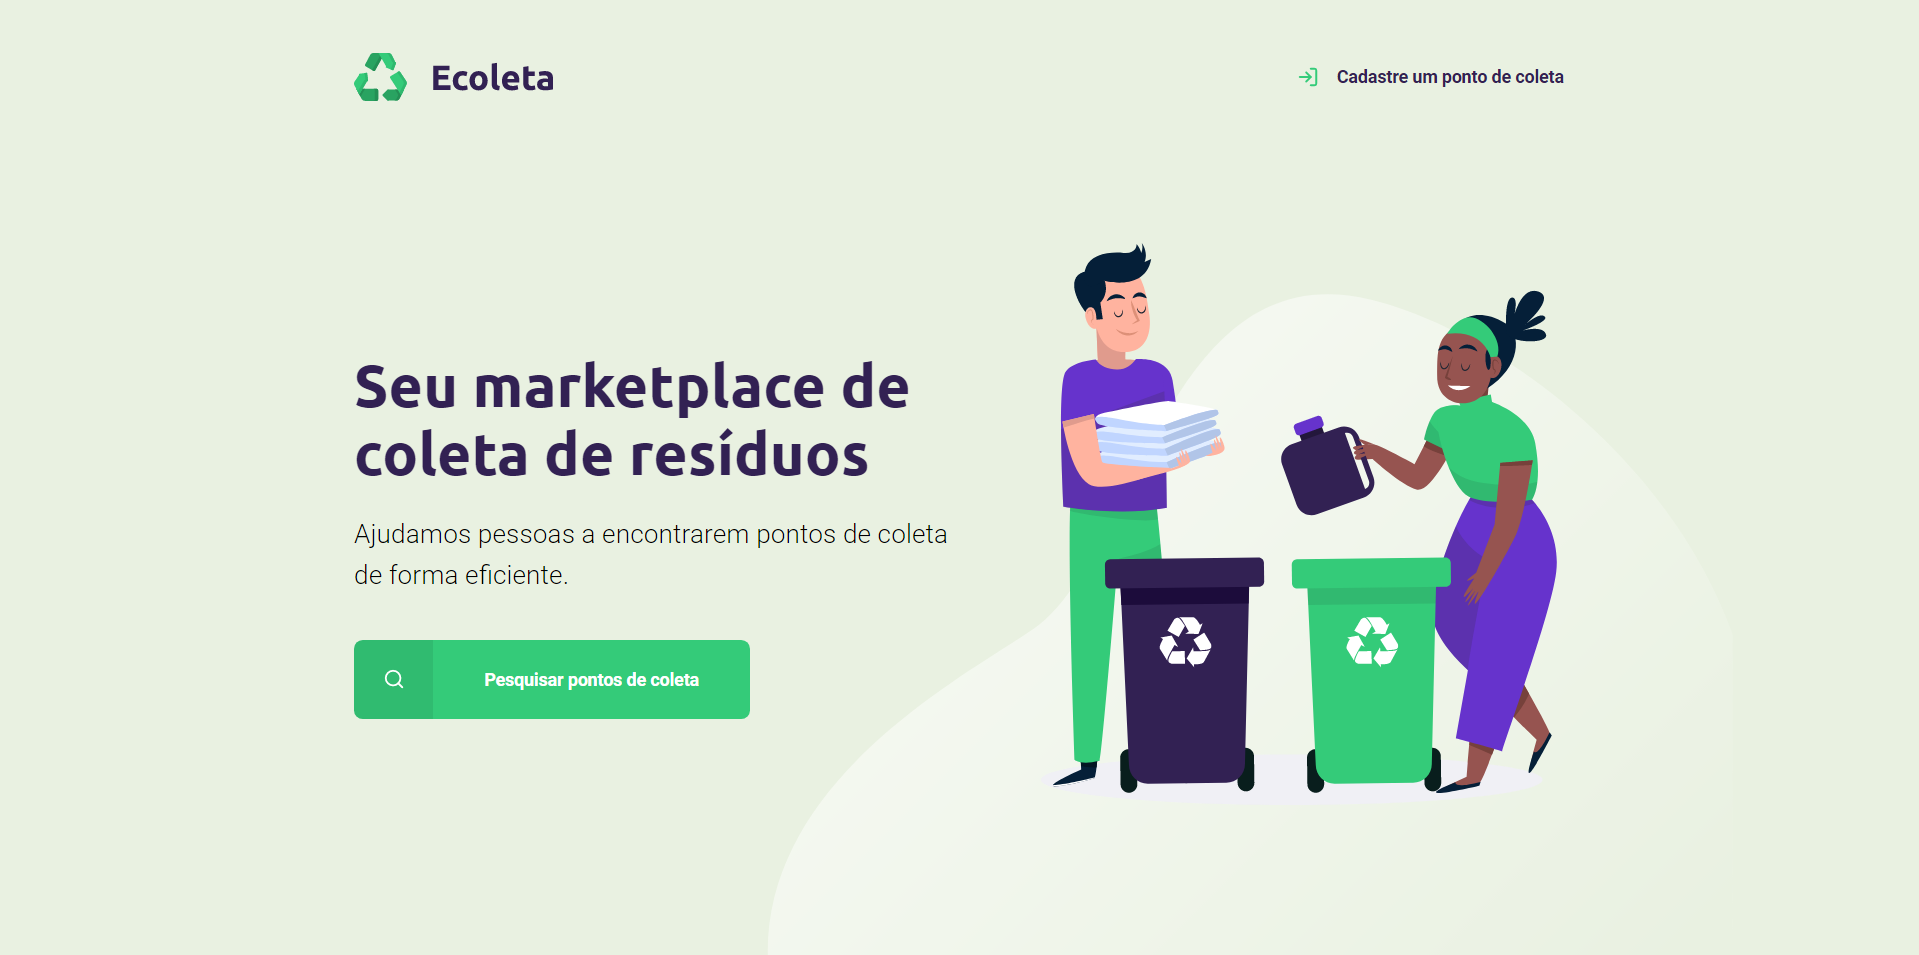 Ecoleta
Cadastre um ponto de coleta
Seu marketplace de
coleta de resíduos
Ajudamos pessoas a encontrarem pontos de coleta
de forma eficiente.
Pesquisar pontos de coleta